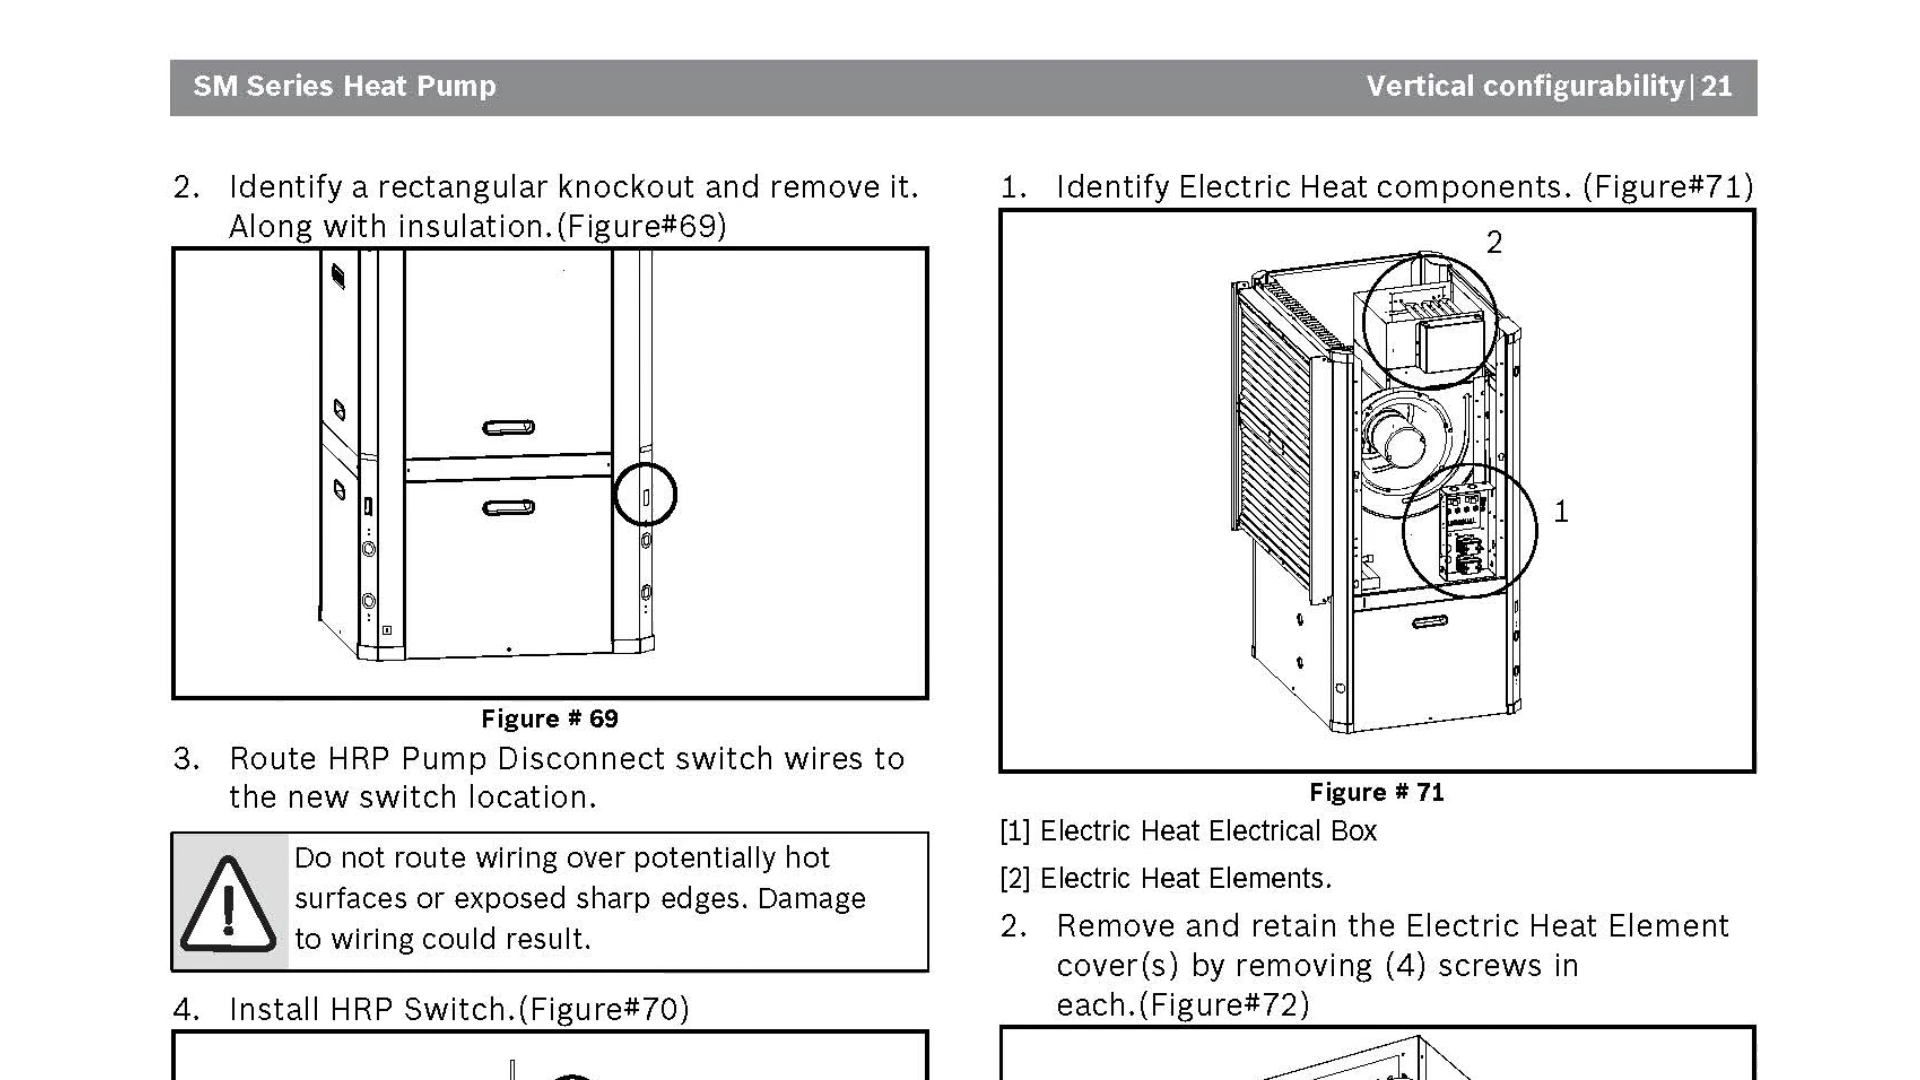 SM Series Heat Pump
Vertical configurability|21
2. Identify a rectangular knockout and remove it.
Along with insulation.(Figure#69)
Figure # 69
3. Route HRP Pump Disconnect switch wires to
the new switch location.
Do not route wiring over potentially hot
surfaces or exposed sharp edges. Damage
to wiring could result.
4. Install HRP Switch.(Figure#70)
1. Identify Electric Heat components. (Figure#71)
2
1
Figure # 71
[1] Electric Heat Electrical Box
[2] Electric Heat Elements.
2. Remove and retain the Electric Heat Element
cover(s) by removing (4) screws in
each.(Figure#72)